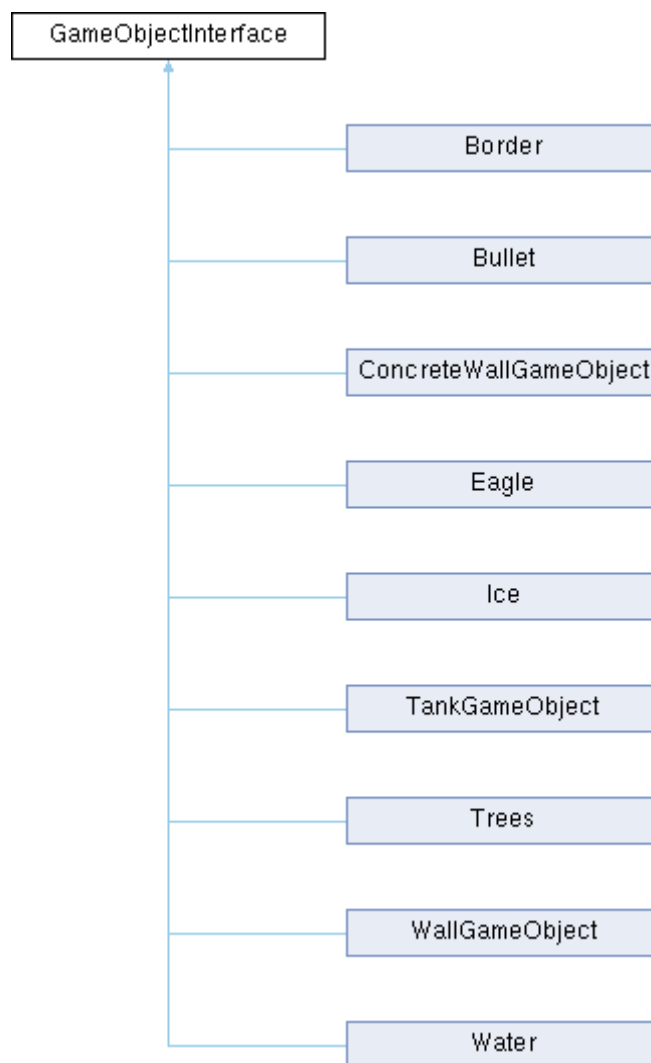 GameObjectInterface
Border
Bullet
ConcreteWallGameObject
Eagle
Ice
TankGameObject
Trees
WallGameObject
Water